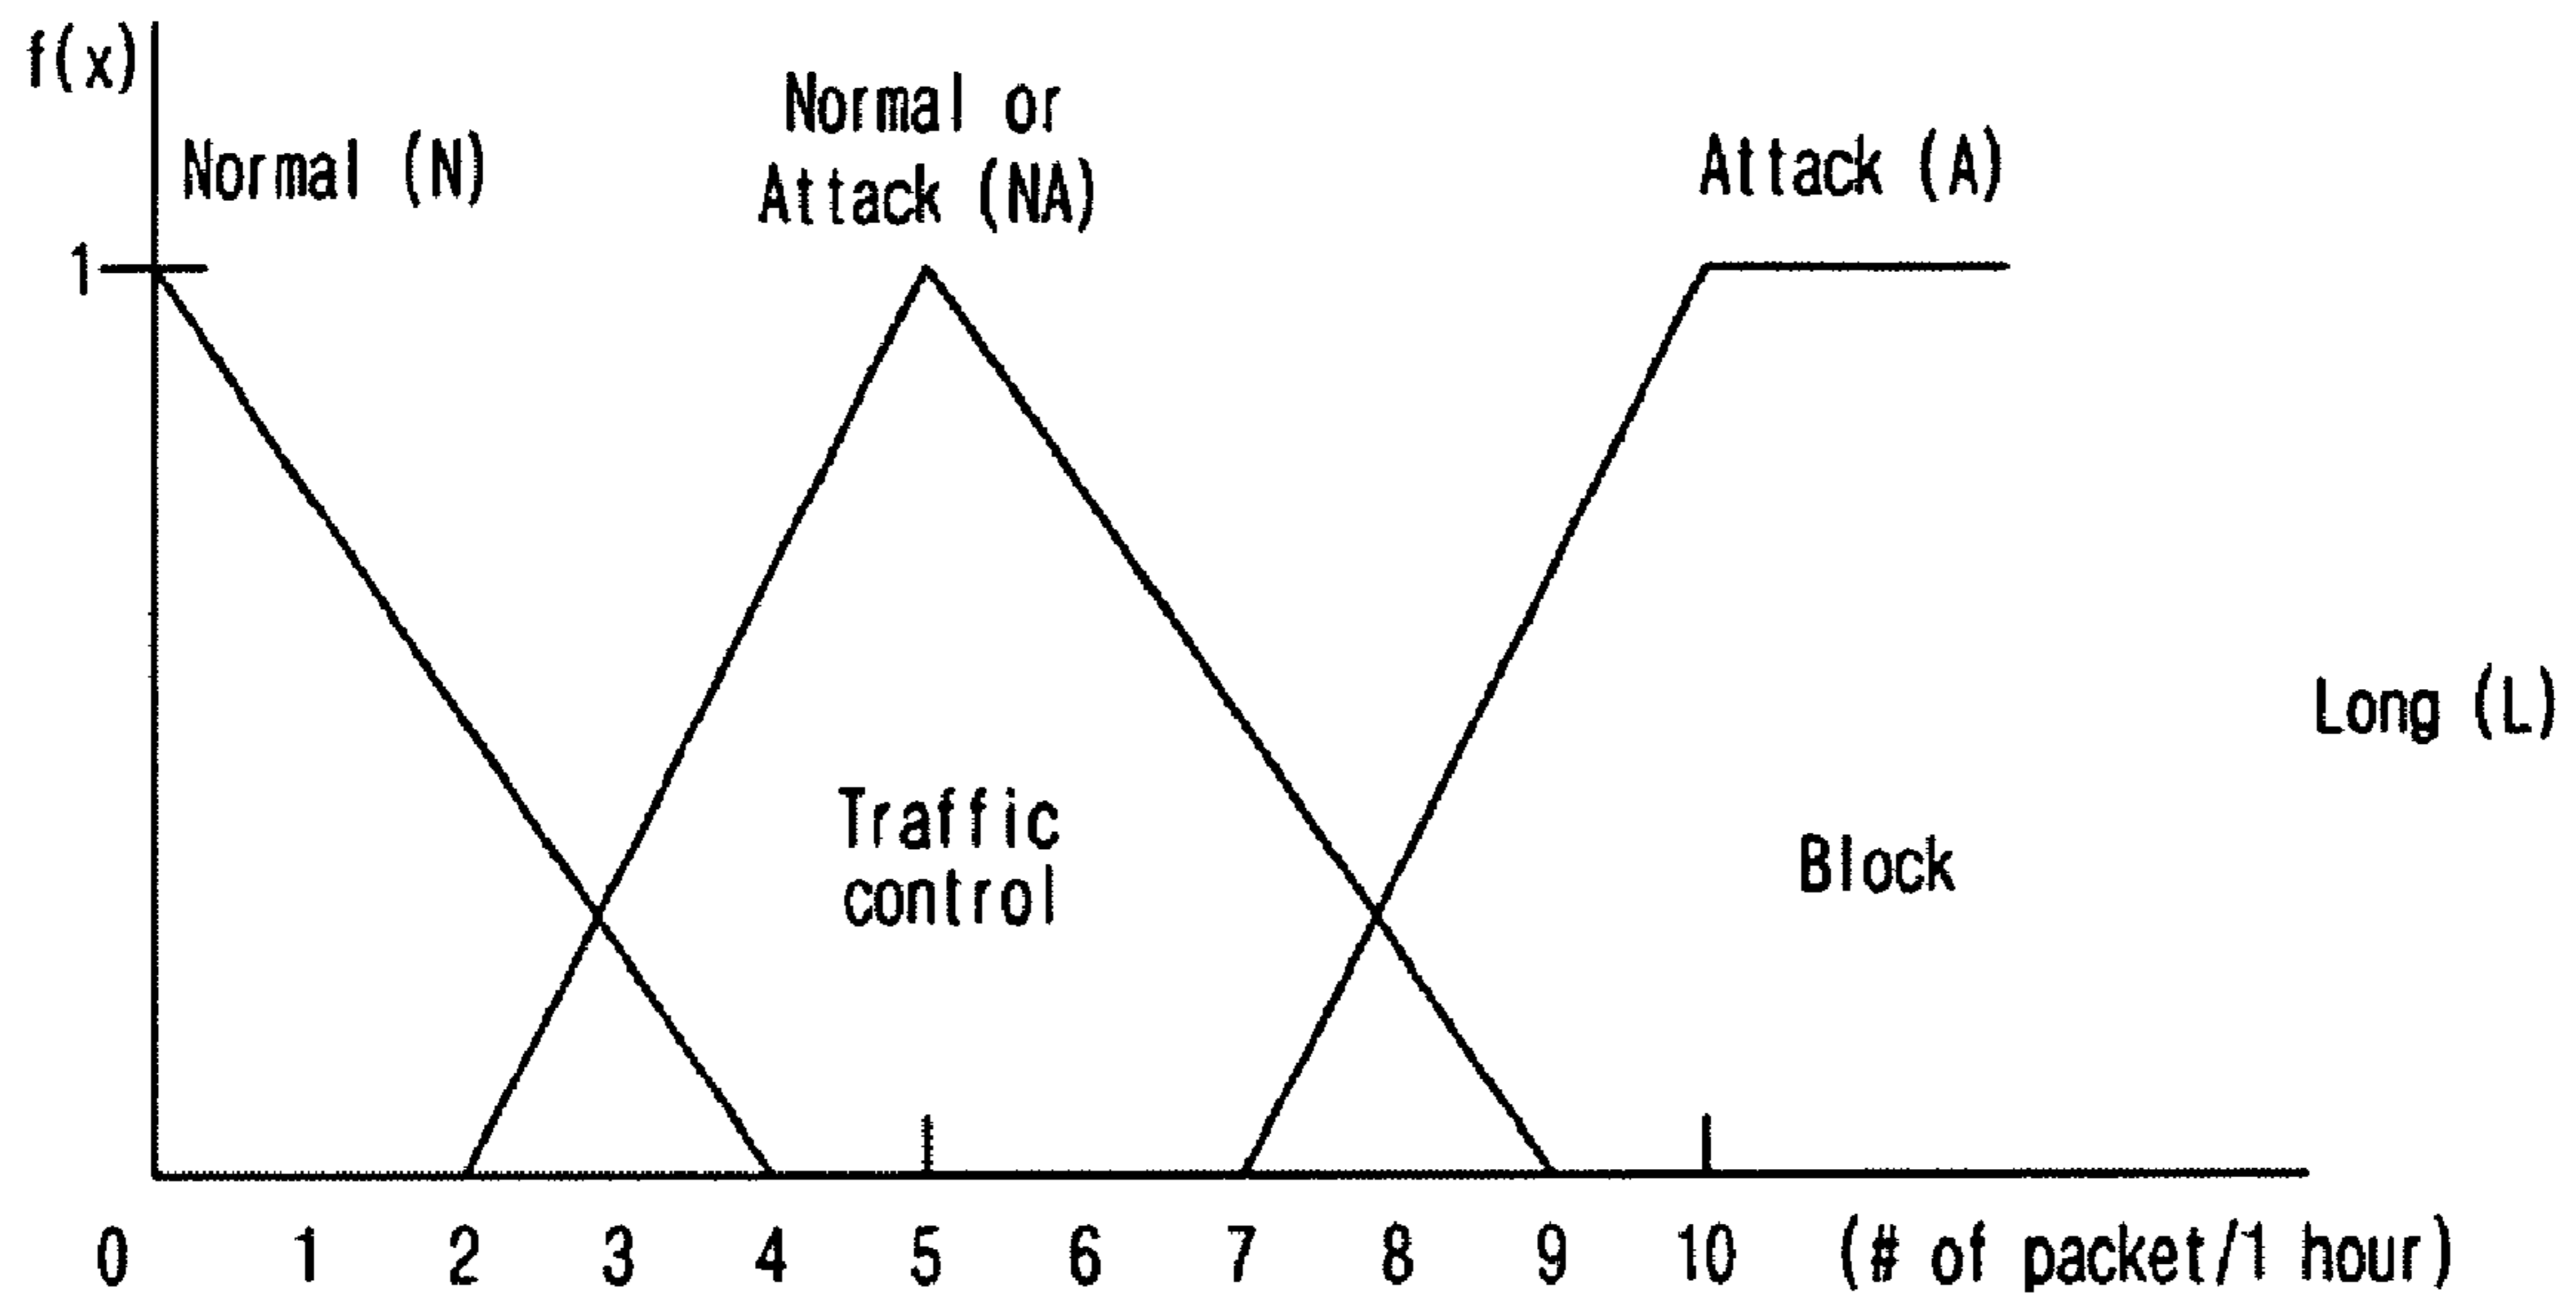 f(x)
Normal (N)
Normal or
Attack (NA)
Attack (A)
1
Long (L)
Traffic
control
Block
0 1 2 3 4 5 6 7 8 9 10 (# of packet/1 hour)